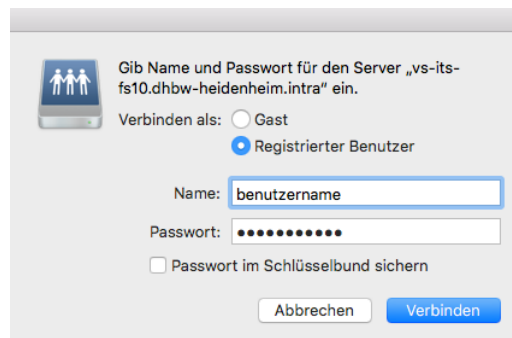 Gib Name und Passwort für den Server „vs-its-
fs10.dhbw-heidenheim.intra“ ein.
Verbinden als: Gast
Registrierter Benutzer
Name: benutzername
Passwort: •••••••••••
Passwort im Schlüsselbund sichern
Abbrechen Verbinden